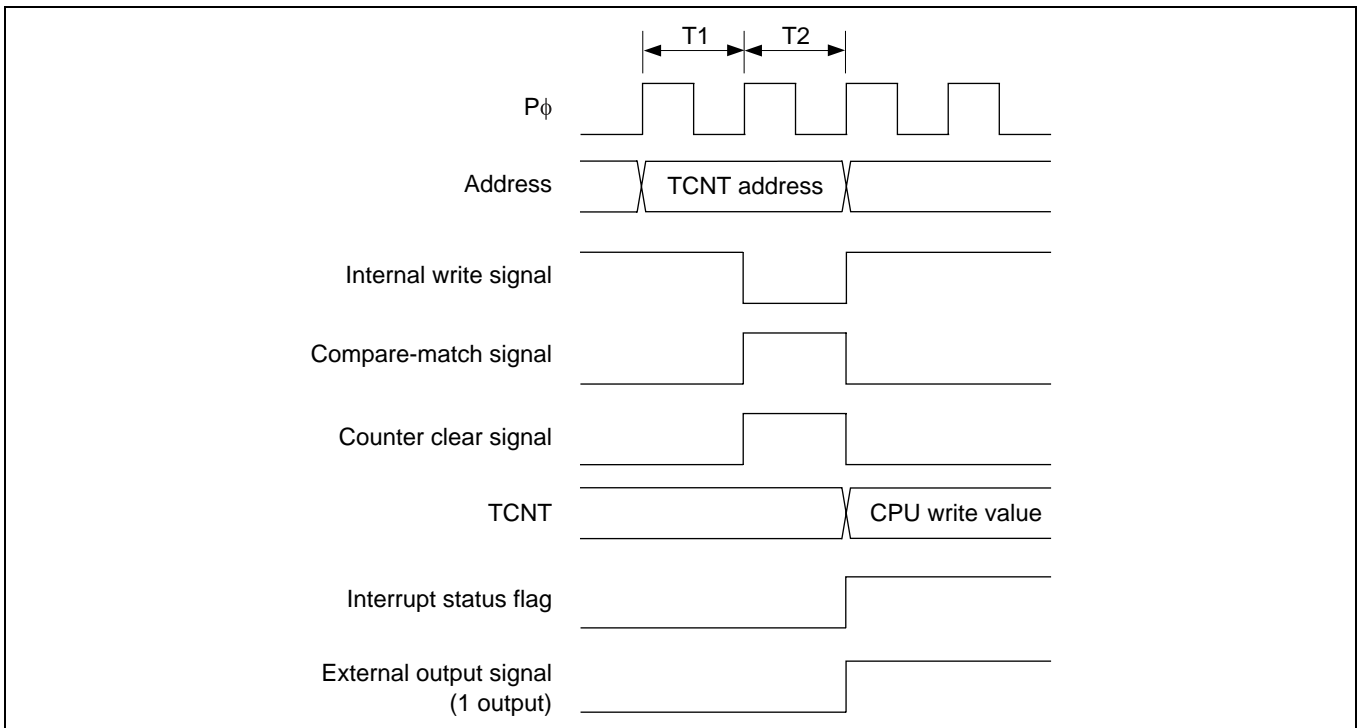 T1 T2
Pϕ
Address
TCNT address
Internal write signal
Compare-match signal
Counter clear signal
TCNT
CPU write value
Interrupt status flag
External output signal
(1 output)